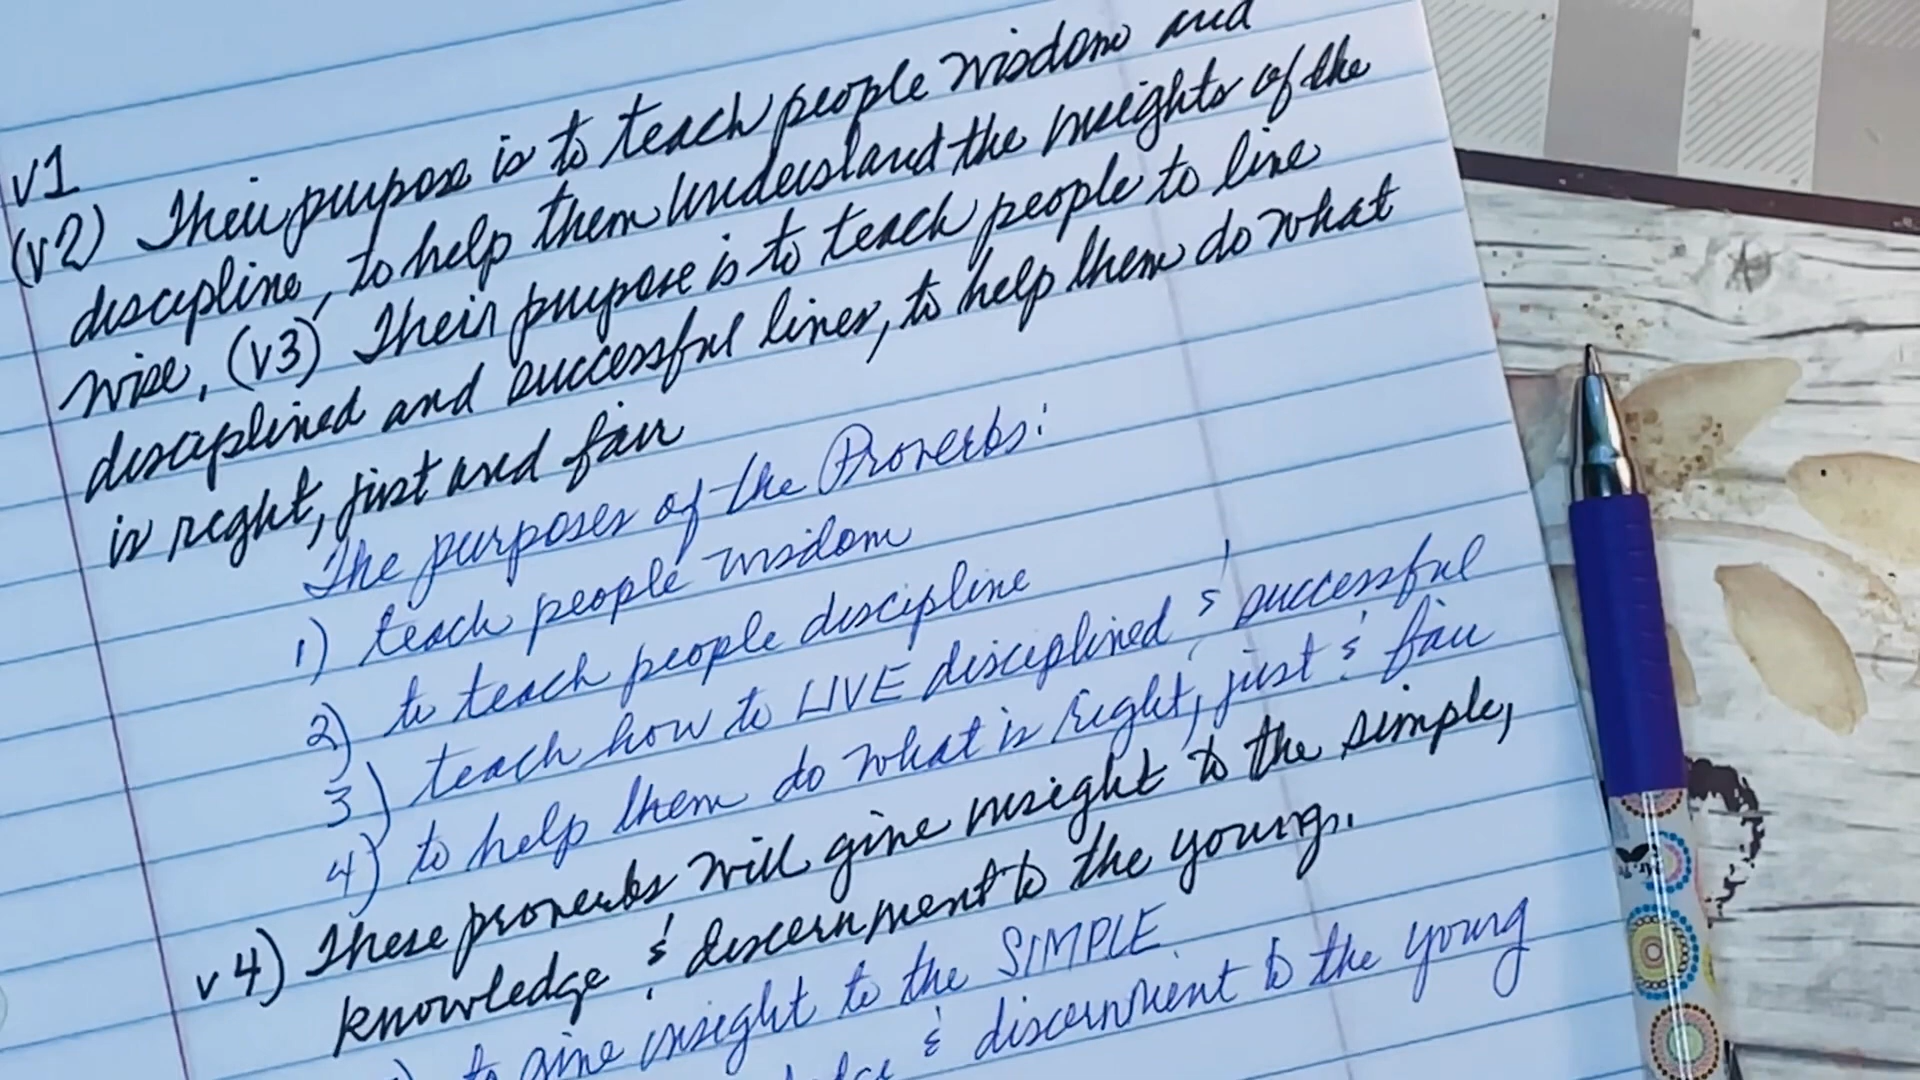 v1
(v2) Their purpose is to teach people wisdom and
discipline, to help them understand the insights of the
wise. (v3) Their purpose is to teach people to live
disciplined and successful lives, to help them do what
is right, just and fair
The purposes of the Proverbs:
1) teach people wisdom
2) to teach people discipline
3) teach how to LIVE disciplined & successful
4) to help them do what is right, just & fair
v4) These proverbs will give insight to the simple,
knowledge & discernment to the young.
to give insight to the SIMPLE
& discernment to the young